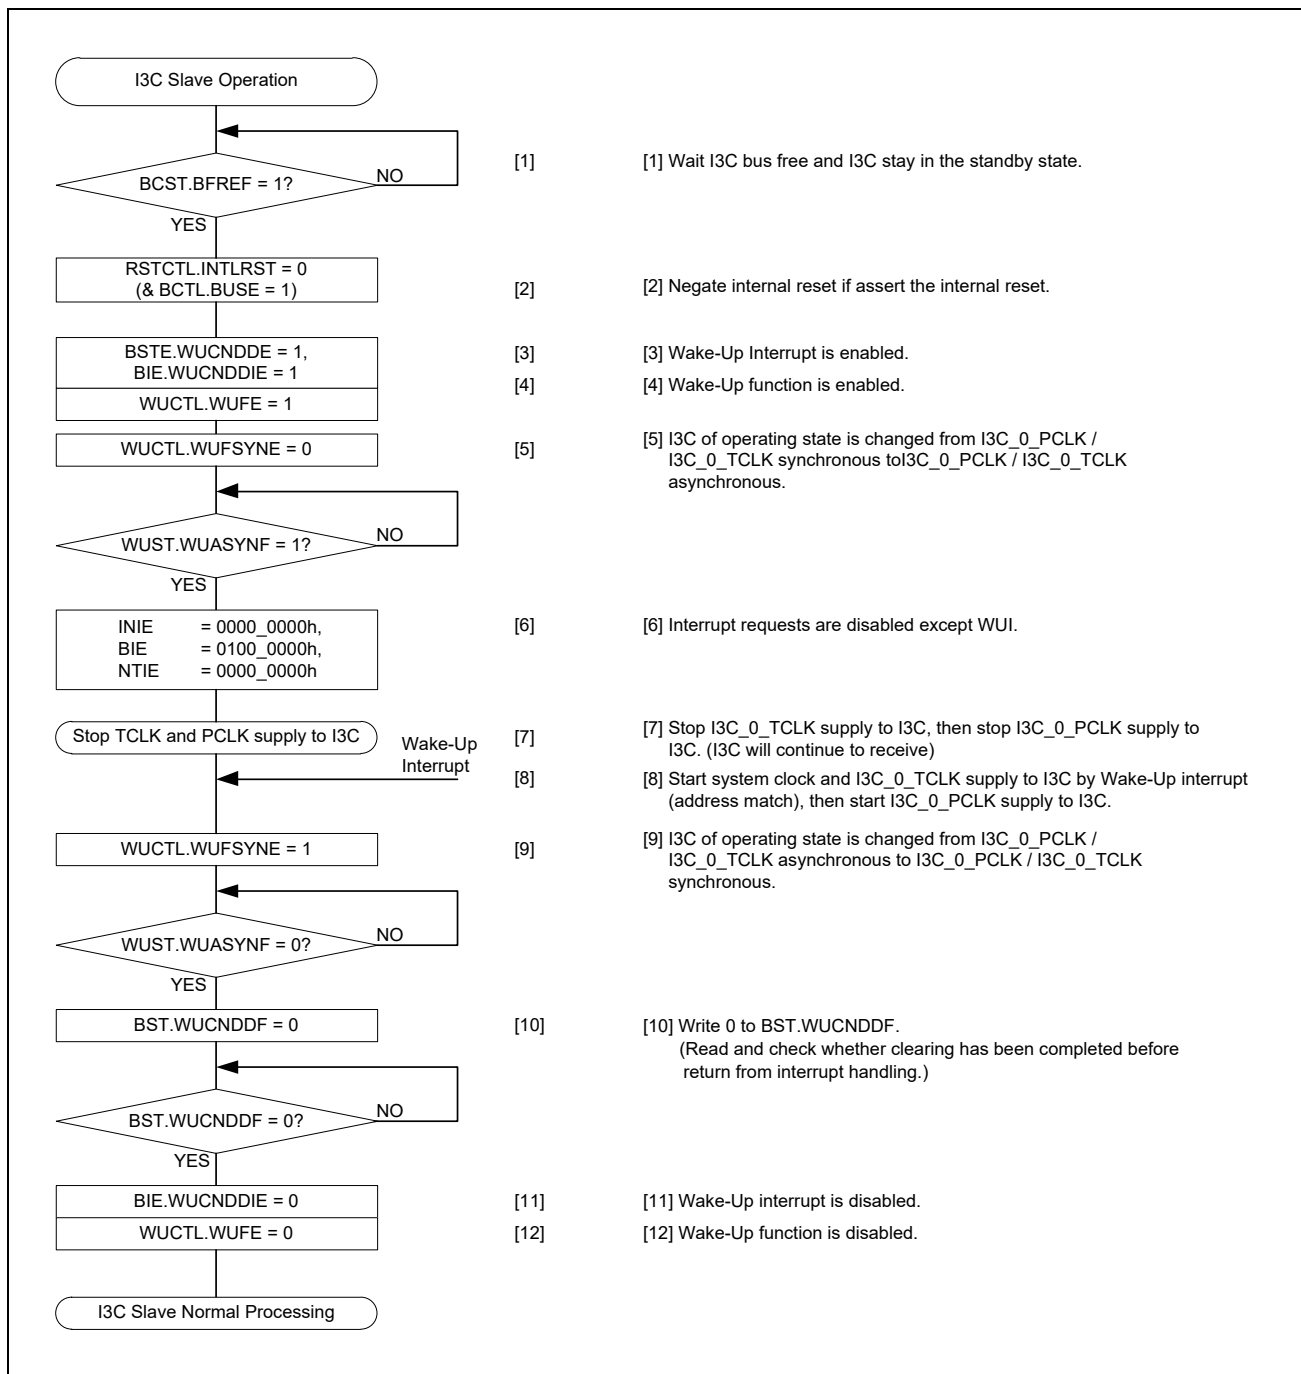 I3C Slave Operation
BCST.BFREF = 1?
NO
[1]
[1] Wait I3C bus free and I3C stay in the standby state.
YES
RSTCTL.INTLRST = 0
(& BCTL.BUSE = 1)
[2]
[2] Negate internal reset if assert the internal reset.
BSTE.WUCNDDE = 1,
BIE.WUCNDDIE = 1
[3]
[3] Wake-Up Interrupt is enabled.
WUCTL.WUFE = 1
[4]
[4] Wake-Up function is enabled.
WUCTL.WUFSYNE = 0
[5]
[5] I3C of operating state is changed from I3C_0_PCLK /
I3C_0_TCLK synchronous toI3C_0_PCLK / I3C_0_TCLK
asynchronous.
WUST.WUASYNF = 1?
NO
YES
INIE = 0000_0000h,
BIE = 0100_0000h,
NTIE = 0000_0000h
[6]
[6] Interrupt requests are disabled except WUI.
Stop TCLK and PCLK supply to I3C
[7]
[7] Stop I3C_0_TCLK supply to I3C, then stop I3C_0_PCLK supply to
I3C. (I3C will continue to receive)
Wake-Up
Interrupt
[8]
[8] Start system clock and I3C_0_TCLK supply to I3C by Wake-Up interrupt
(address match), then start I3C_0_PCLK supply to I3C.
WUCTL.WUFSYNE = 1
[9]
[9] I3C of operating state is changed from I3C_0_PCLK /
I3C_0_TCLK asynchronous to I3C_0_PCLK / I3C_0_TCLK
synchronous.
WUST.WUASYNF = 0?
NO
YES
BST.WUCNDDF = 0
[10]
[10] Write 0 to BST.WUCNDDF.
(Read and check whether clearing has been completed before
return from interrupt handling.)
BST.WUCNDDF = 0?
NO
YES
BIE.WUCNDDIE = 0
[11]
[11] Wake-Up interrupt is disabled.
WUCTL.WUFE = 0
[12]
[12] Wake-Up function is disabled.
I3C Slave Normal Processing